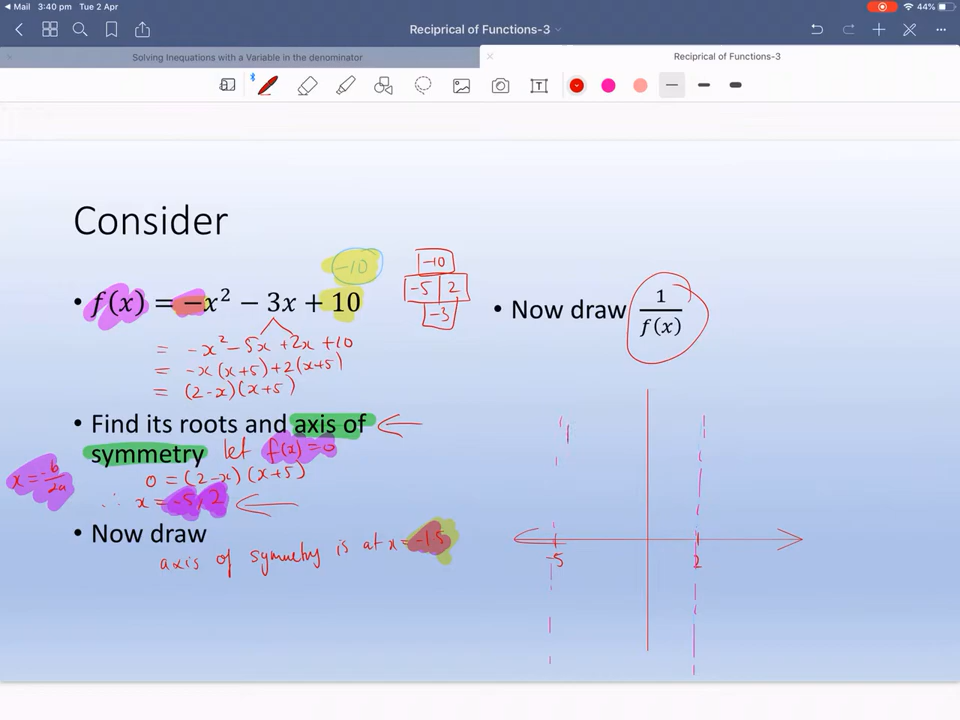 Mail 3:40 pm Tue 2 Apr
44%
Reciprical of Functions-3
Solving Inequations with a Variable in the denominator
Reciprical of Functions-3
T
Consider
-10
-10
-5 2
-3
• f(x) = −x² − 3x + 10
= -x² -5x +2x +10
= -x(x+5)+2(x+5)
= (2-x)(x+5)
• Find its roots and axis of
symmetry let f(x)=0
x = -b/2a
0 = (2-x)(x+5)
∴ x = -5, 2
• Now draw
axis of symmetry is at x = -1.5
• Now draw 1/f(x)
-5 2